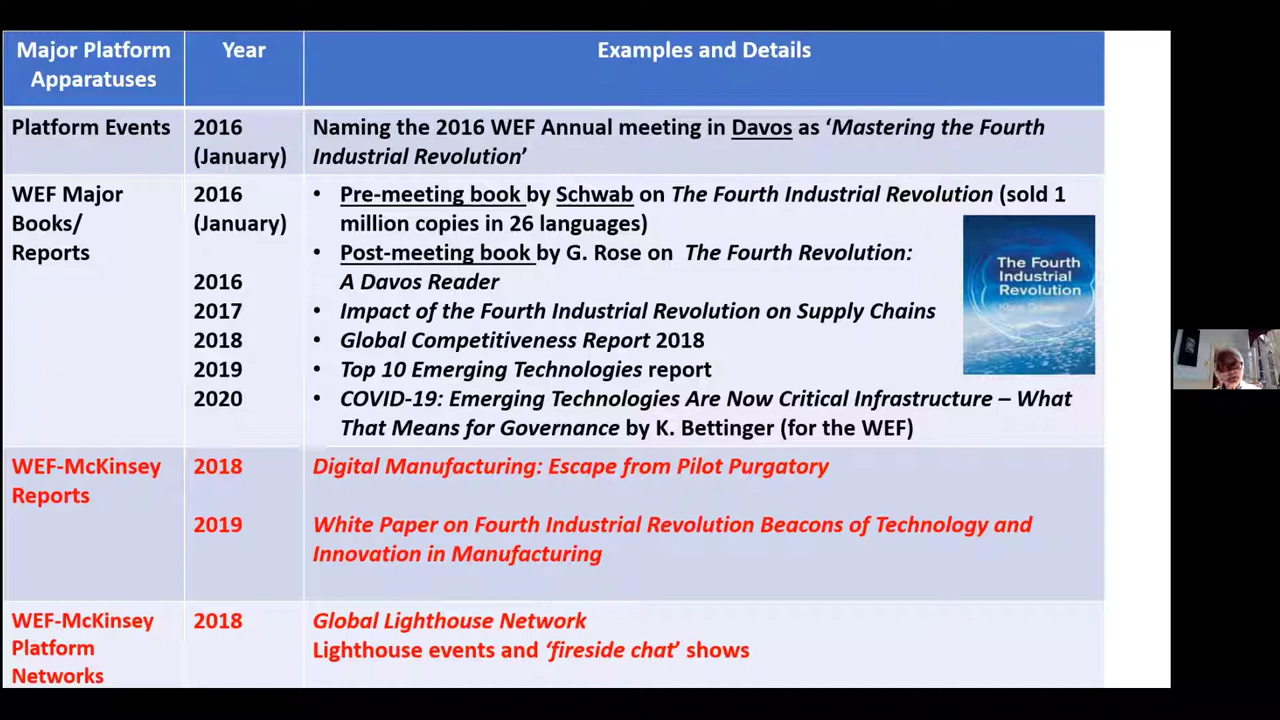 Major Platform
Apparatuses
Year
Examples and Details
Platform Events
2016
(January)
Naming the 2016 WEF Annual meeting in Davos as ‘Mastering the Fourth
Industrial Revolution’
WEF Major
Books/
Reports
2016
(January)
2016
2017
2018
2019
2020
• Pre-meeting book by Schwab on The Fourth Industrial Revolution (sold 1
million copies in 26 languages)
• Post-meeting book by G. Rose on The Fourth Revolution:
A Davos Reader
• Impact of the Fourth Industrial Revolution on Supply Chains
• Global Competitiveness Report 2018
• Top 10 Emerging Technologies report
• COVID-19: Emerging Technologies Are Now Critical Infrastructure – What
That Means for Governance by K. Bettinger (for the WEF)
The Fourth
Industrial
Revolution
WEF-McKinsey
Reports
2018
Digital Manufacturing: Escape from Pilot Purgatory
2019
White Paper on Fourth Industrial Revolution Beacons of Technology and
Innovation in Manufacturing
WEF-McKinsey
Platform
Networks
2018
Global Lighthouse Network
Lighthouse events and ‘fireside chat’ shows